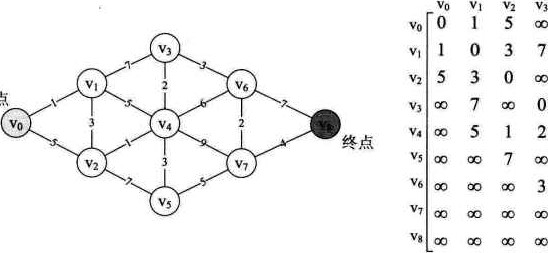 v₃
7 3
v₁ 2 v₆
点 1 5 6 7
v₀ 3 v₄ 2
5 1 9 4 终点
v₂ 3 v₇
7 5
v₅
v₀ v₁ v₂ v₃
v₀ 0 1 5 ∞
v₁ 1 0 3 7
v₂ 5 3 0 ∞
v₃ ∞ 7 ∞ 0
v₄ ∞ 5 1 2
v₅ ∞ ∞ 7 ∞
v₆ ∞ ∞ ∞ 3
v₇ ∞ ∞ ∞ ∞
v₈ ∞ ∞ ∞ ∞